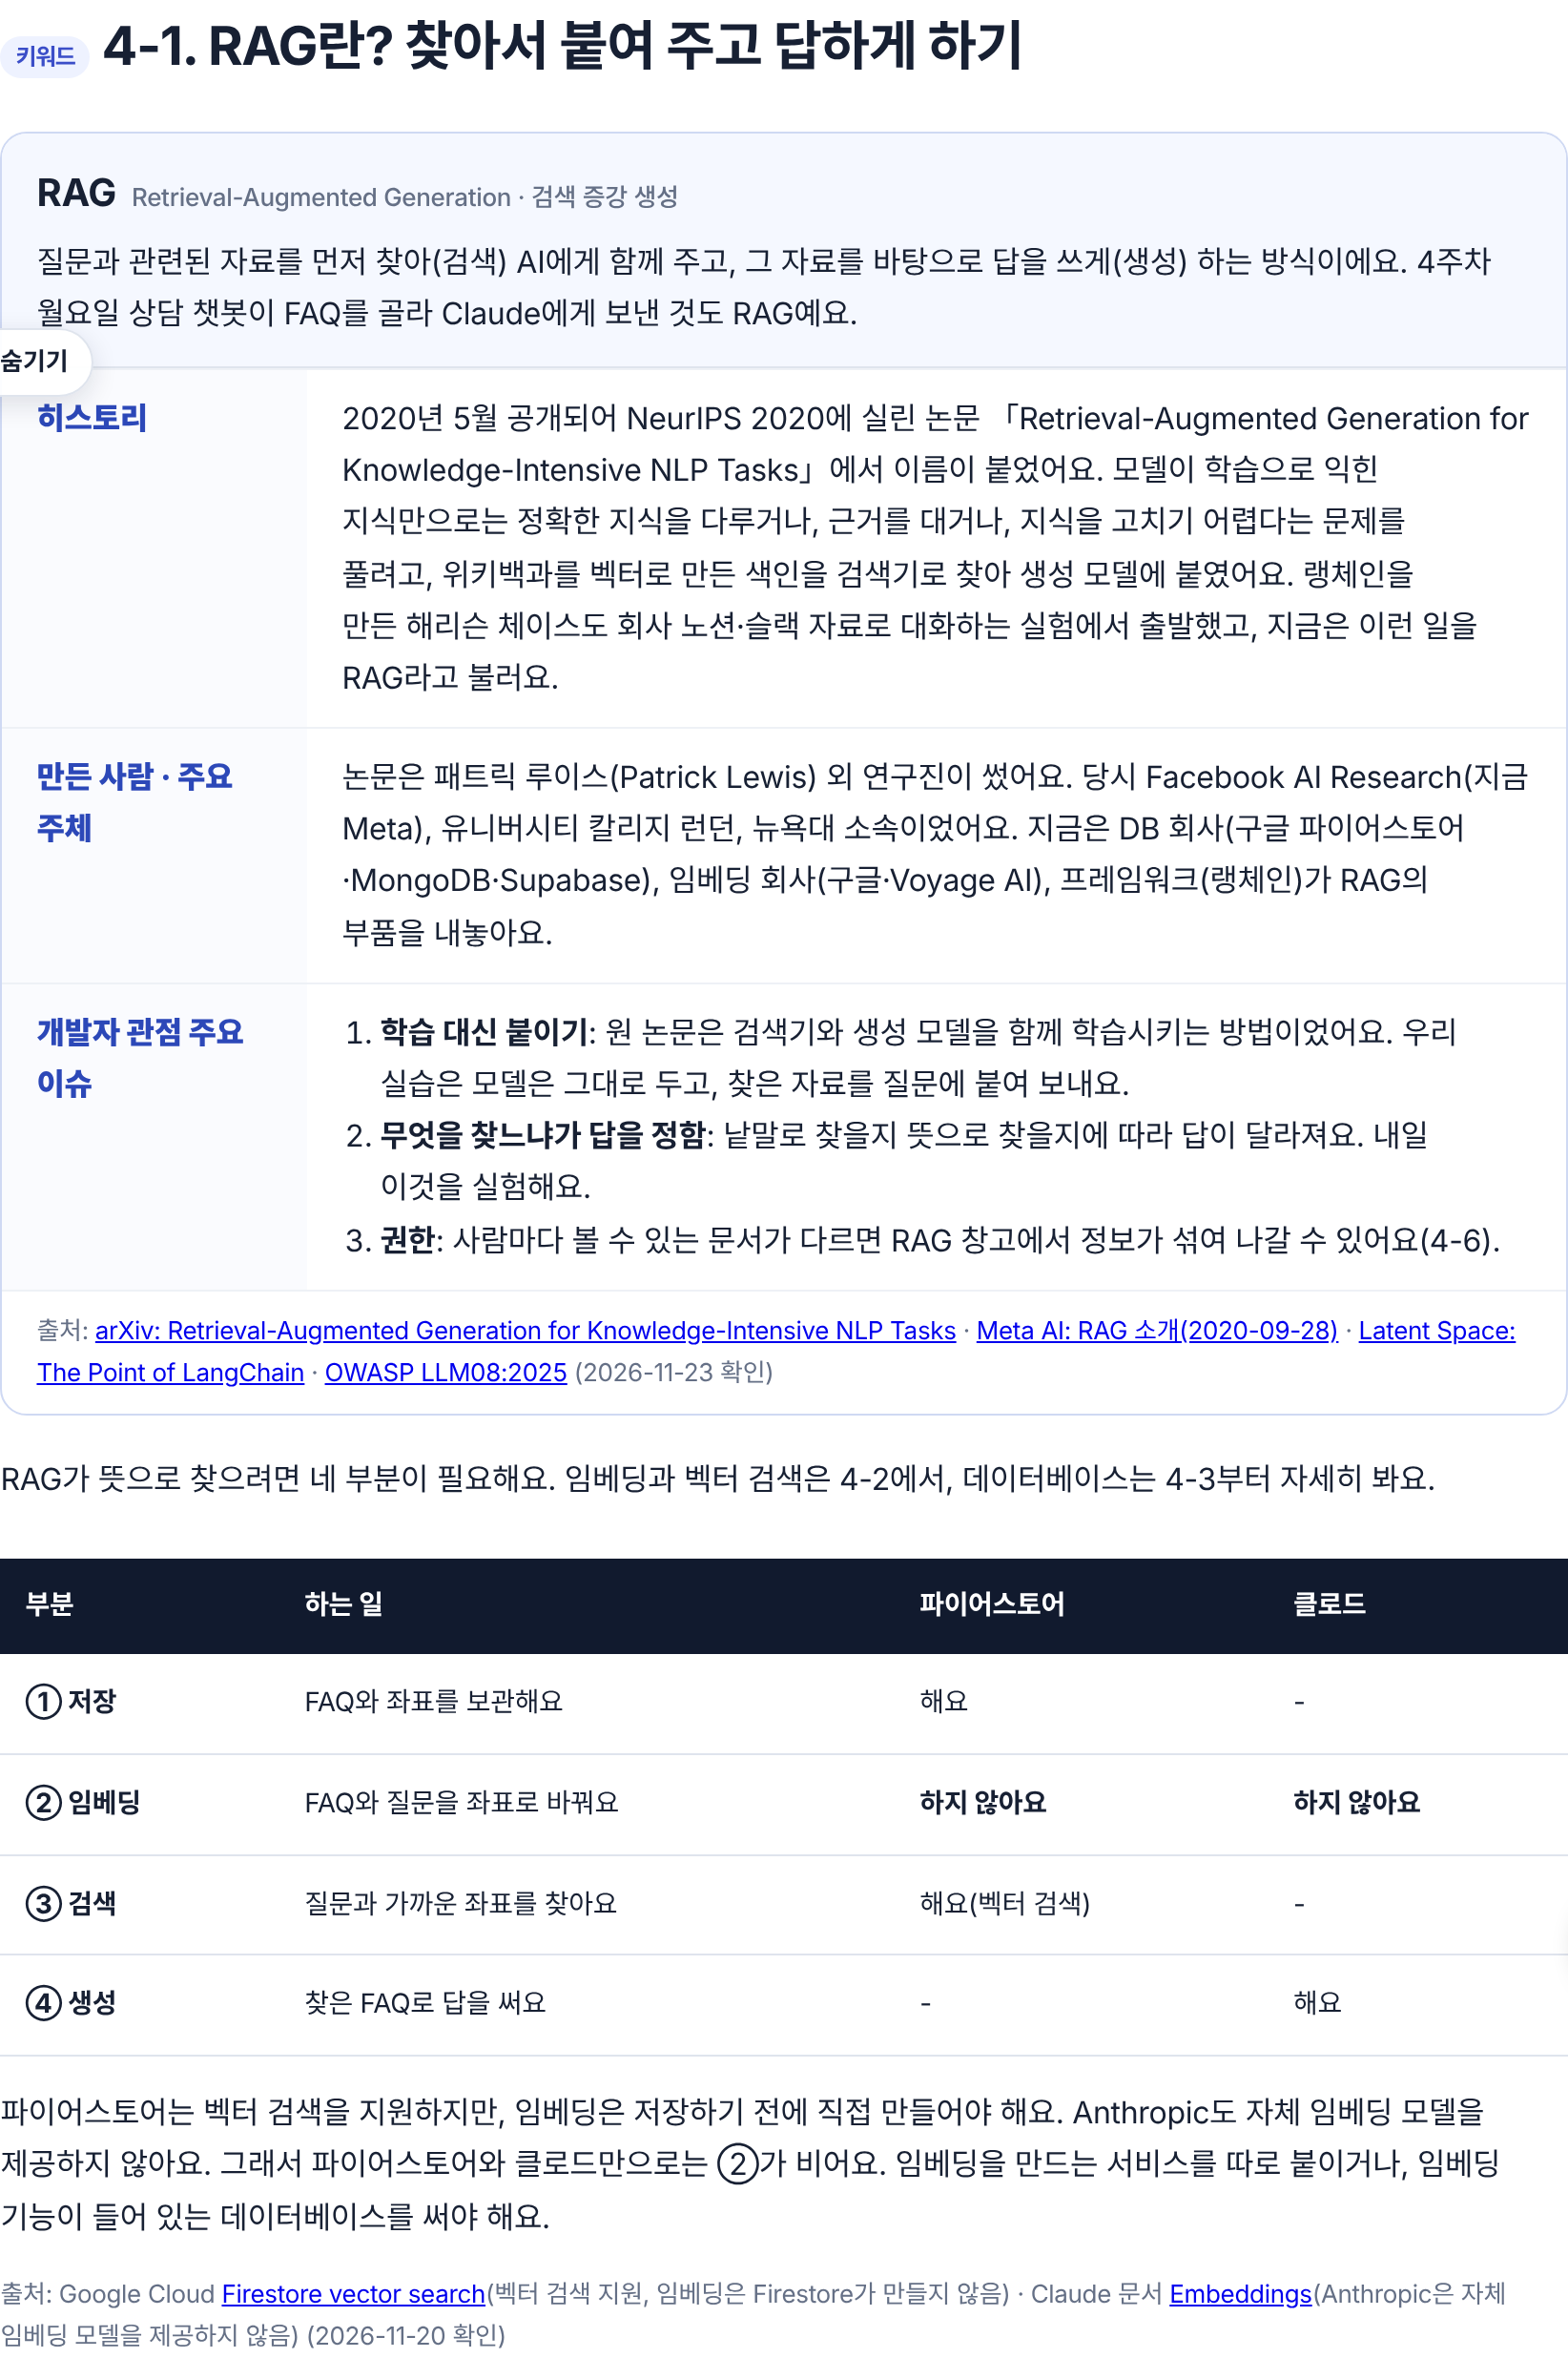 키워드 4-1. RAG란? 찾아서 붙여 주고 답하게 하기
RAG Retrieval-Augmented Generation · 검색 증강 생성
질문과 관련된 자료를 먼저 찾아(검색) AI에게 함께 주고, 그 자료를 바탕으로 답을 쓰게(생성) 하는 방식이에요. 4주차
월요일 상담 챗봇이 FAQ를 골라 Claude에게 보낸 것도 RAG예요.
숨기기
히스토리
2020년 5월 공개되어 NeurIPS 2020에 실린 논문 「Retrieval-Augmented Generation for
Knowledge-Intensive NLP Tasks」에서 이름이 붙었어요. 모델이 학습으로 익힌
지식만으로는 정확한 지식을 다루거나, 근거를 대거나, 지식을 고치기 어렵다는 문제를
풀려고, 위키백과를 벡터로 만든 색인을 검색기로 찾아 생성 모델에 붙였어요. 랭체인을
만든 해리슨 체이스도 회사 노션·슬랙 자료로 대화하는 실험에서 출발했고, 지금은 이런 일을
RAG라고 불러요.
만든 사람 · 주요
주체
논문은 패트릭 루이스(Patrick Lewis) 외 연구진이 썼어요. 당시 Facebook AI Research(지금
Meta), 유니버시티 칼리지 런던, 뉴욕대 소속이었어요. 지금은 DB 회사(구글 파이어스토어
·MongoDB·Supabase), 임베딩 회사(구글·Voyage AI), 프레임워크(랭체인)가 RAG의
부품을 내놓아요.
개발자 관점 주요
이슈
1. 학습 대신 붙이기: 원 논문은 검색기와 생성 모델을 함께 학습시키는 방법이었어요. 우리
실습은 모델은 그대로 두고, 찾은 자료를 질문에 붙여 보내요.
2. 무엇을 찾느냐가 답을 정함: 낱말로 찾을지 뜻으로 찾을지에 따라 답이 달라져요. 내일
이것을 실험해요.
3. 권한: 사람마다 볼 수 있는 문서가 다르면 RAG 창고에서 정보가 섞여 나갈 수 있어요(4-6).
출처: arXiv: Retrieval-Augmented Generation for Knowledge-Intensive NLP Tasks · Meta AI: RAG 소개(2020-09-28) · Latent Space:
The Point of LangChain · OWASP LLM08:2025 (2026-11-23 확인)
RAG가 뜻으로 찾으려면 네 부분이 필요해요. 임베딩과 벡터 검색은 4-2에서, 데이터베이스는 4-3부터 자세히 봐요.
부분 하는 일 파이어스토어 클로드
① 저장 FAQ와 좌표를 보관해요 해요 -
② 임베딩 FAQ와 질문을 좌표로 바꿔요 하지 않아요 하지 않아요
③ 검색 질문과 가까운 좌표를 찾아요 해요(벡터 검색) -
④ 생성 찾은 FAQ로 답을 써요 - 해요
파이어스토어는 벡터 검색을 지원하지만, 임베딩은 저장하기 전에 직접 만들어야 해요. Anthropic도 자체 임베딩 모델을
제공하지 않아요. 그래서 파이어스토어와 클로드만으로는 ②가 비어요. 임베딩을 만드는 서비스를 따로 붙이거나, 임베딩
기능이 들어 있는 데이터베이스를 써야 해요.
출처: Google Cloud Firestore vector search(벡터 검색 지원, 임베딩은 Firestore가 만들지 않음) · Claude 문서 Embeddings(Anthropic은 자체
임베딩 모델을 제공하지 않음) (2026-11-20 확인)